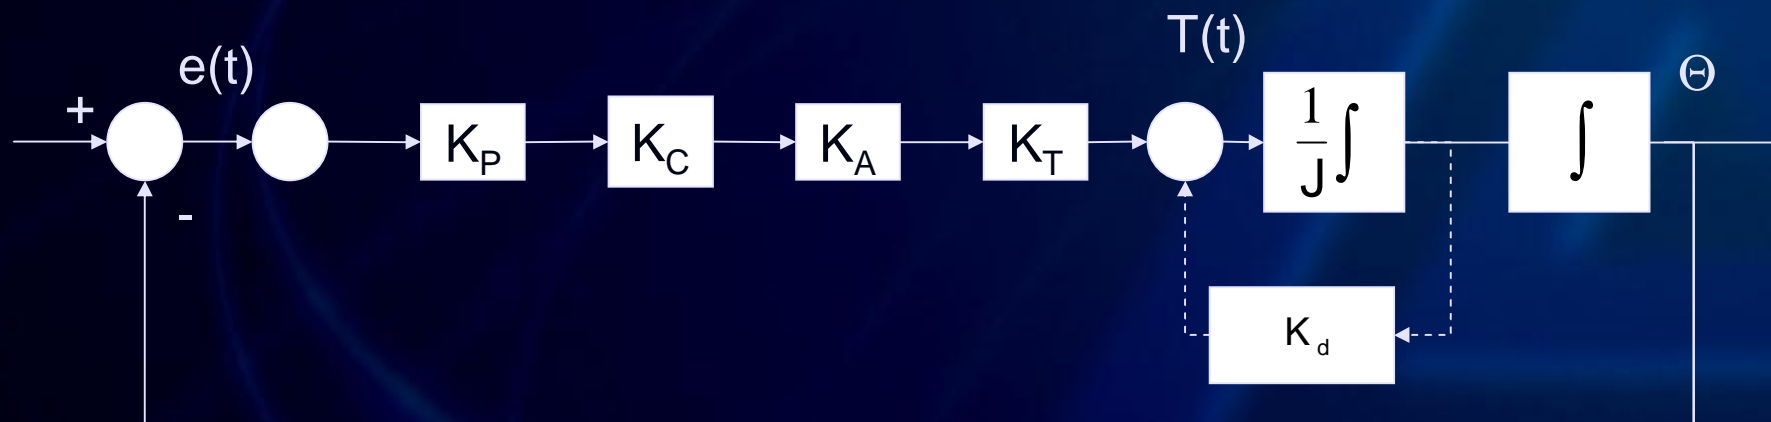 T(t)
e(t)
Θ
+
K_P
K_C
K_A
K_T
1/J ∫
∫
-
K_d